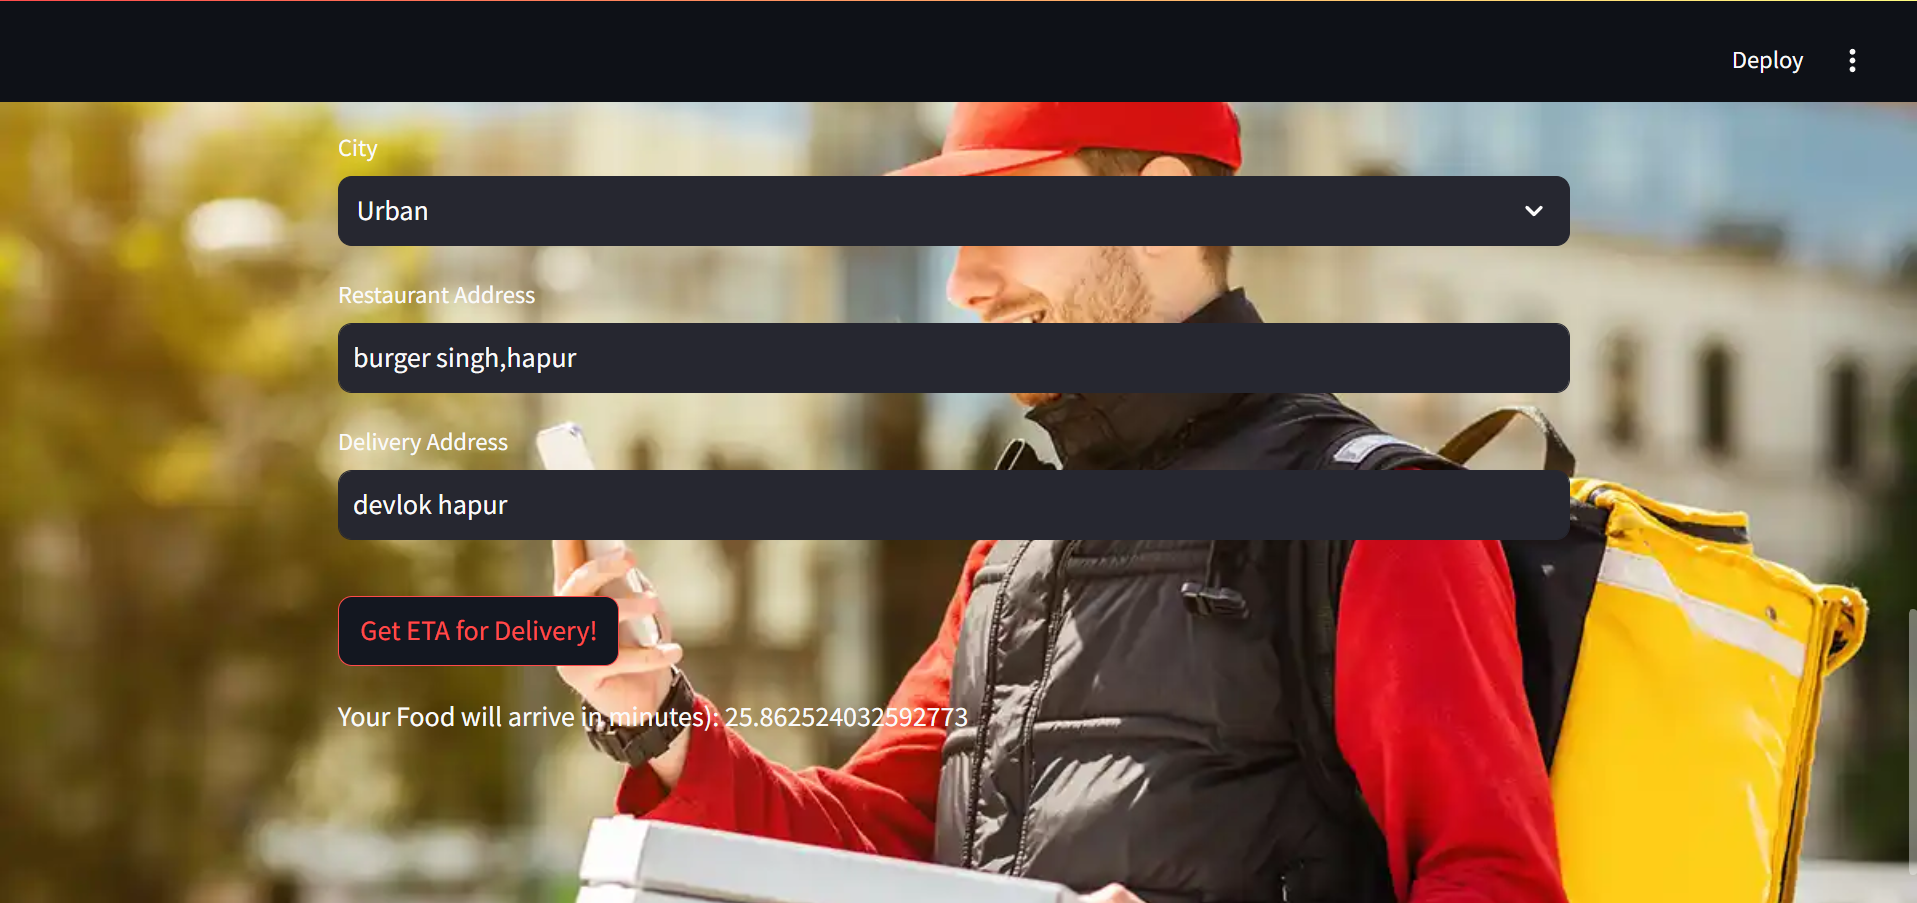 Deploy
City
Urban
Restaurant Address
burger singh,hapur
Delivery Address
devlok hapur
Get ETA for Delivery!
Your Food will arrive in minutes): 25.862524032592773